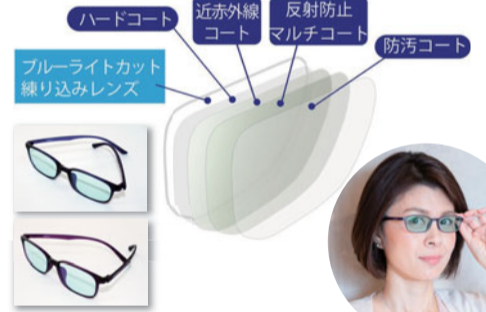 ハードコート
近赤外線
コート
反射防止
マルチコート
防汚コート
ブルーライトカット
練り込みレンズ